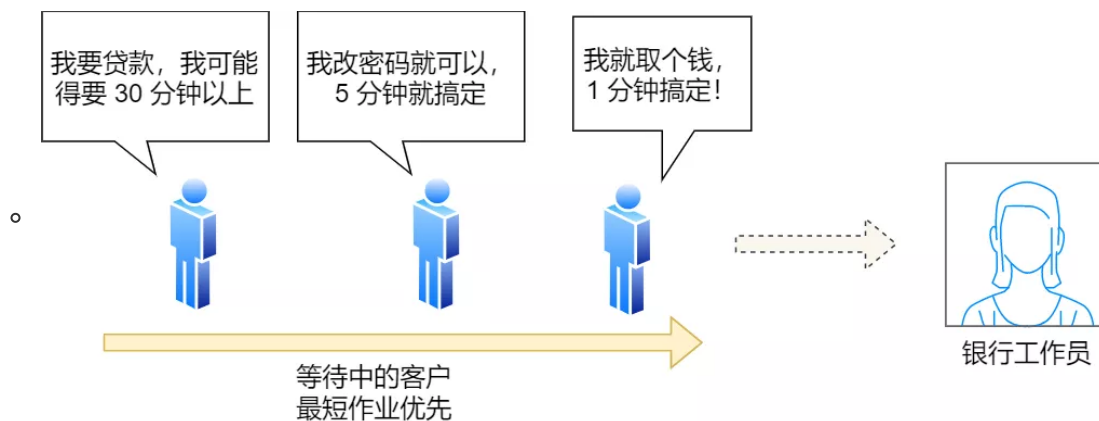 我要贷款，我可能
得要 30 分钟以上
我改密码就可以，
5 分钟就搞定
我就取个钱，
1 分钟搞定！
。
等待中的客户
最短作业优先
银行工作员